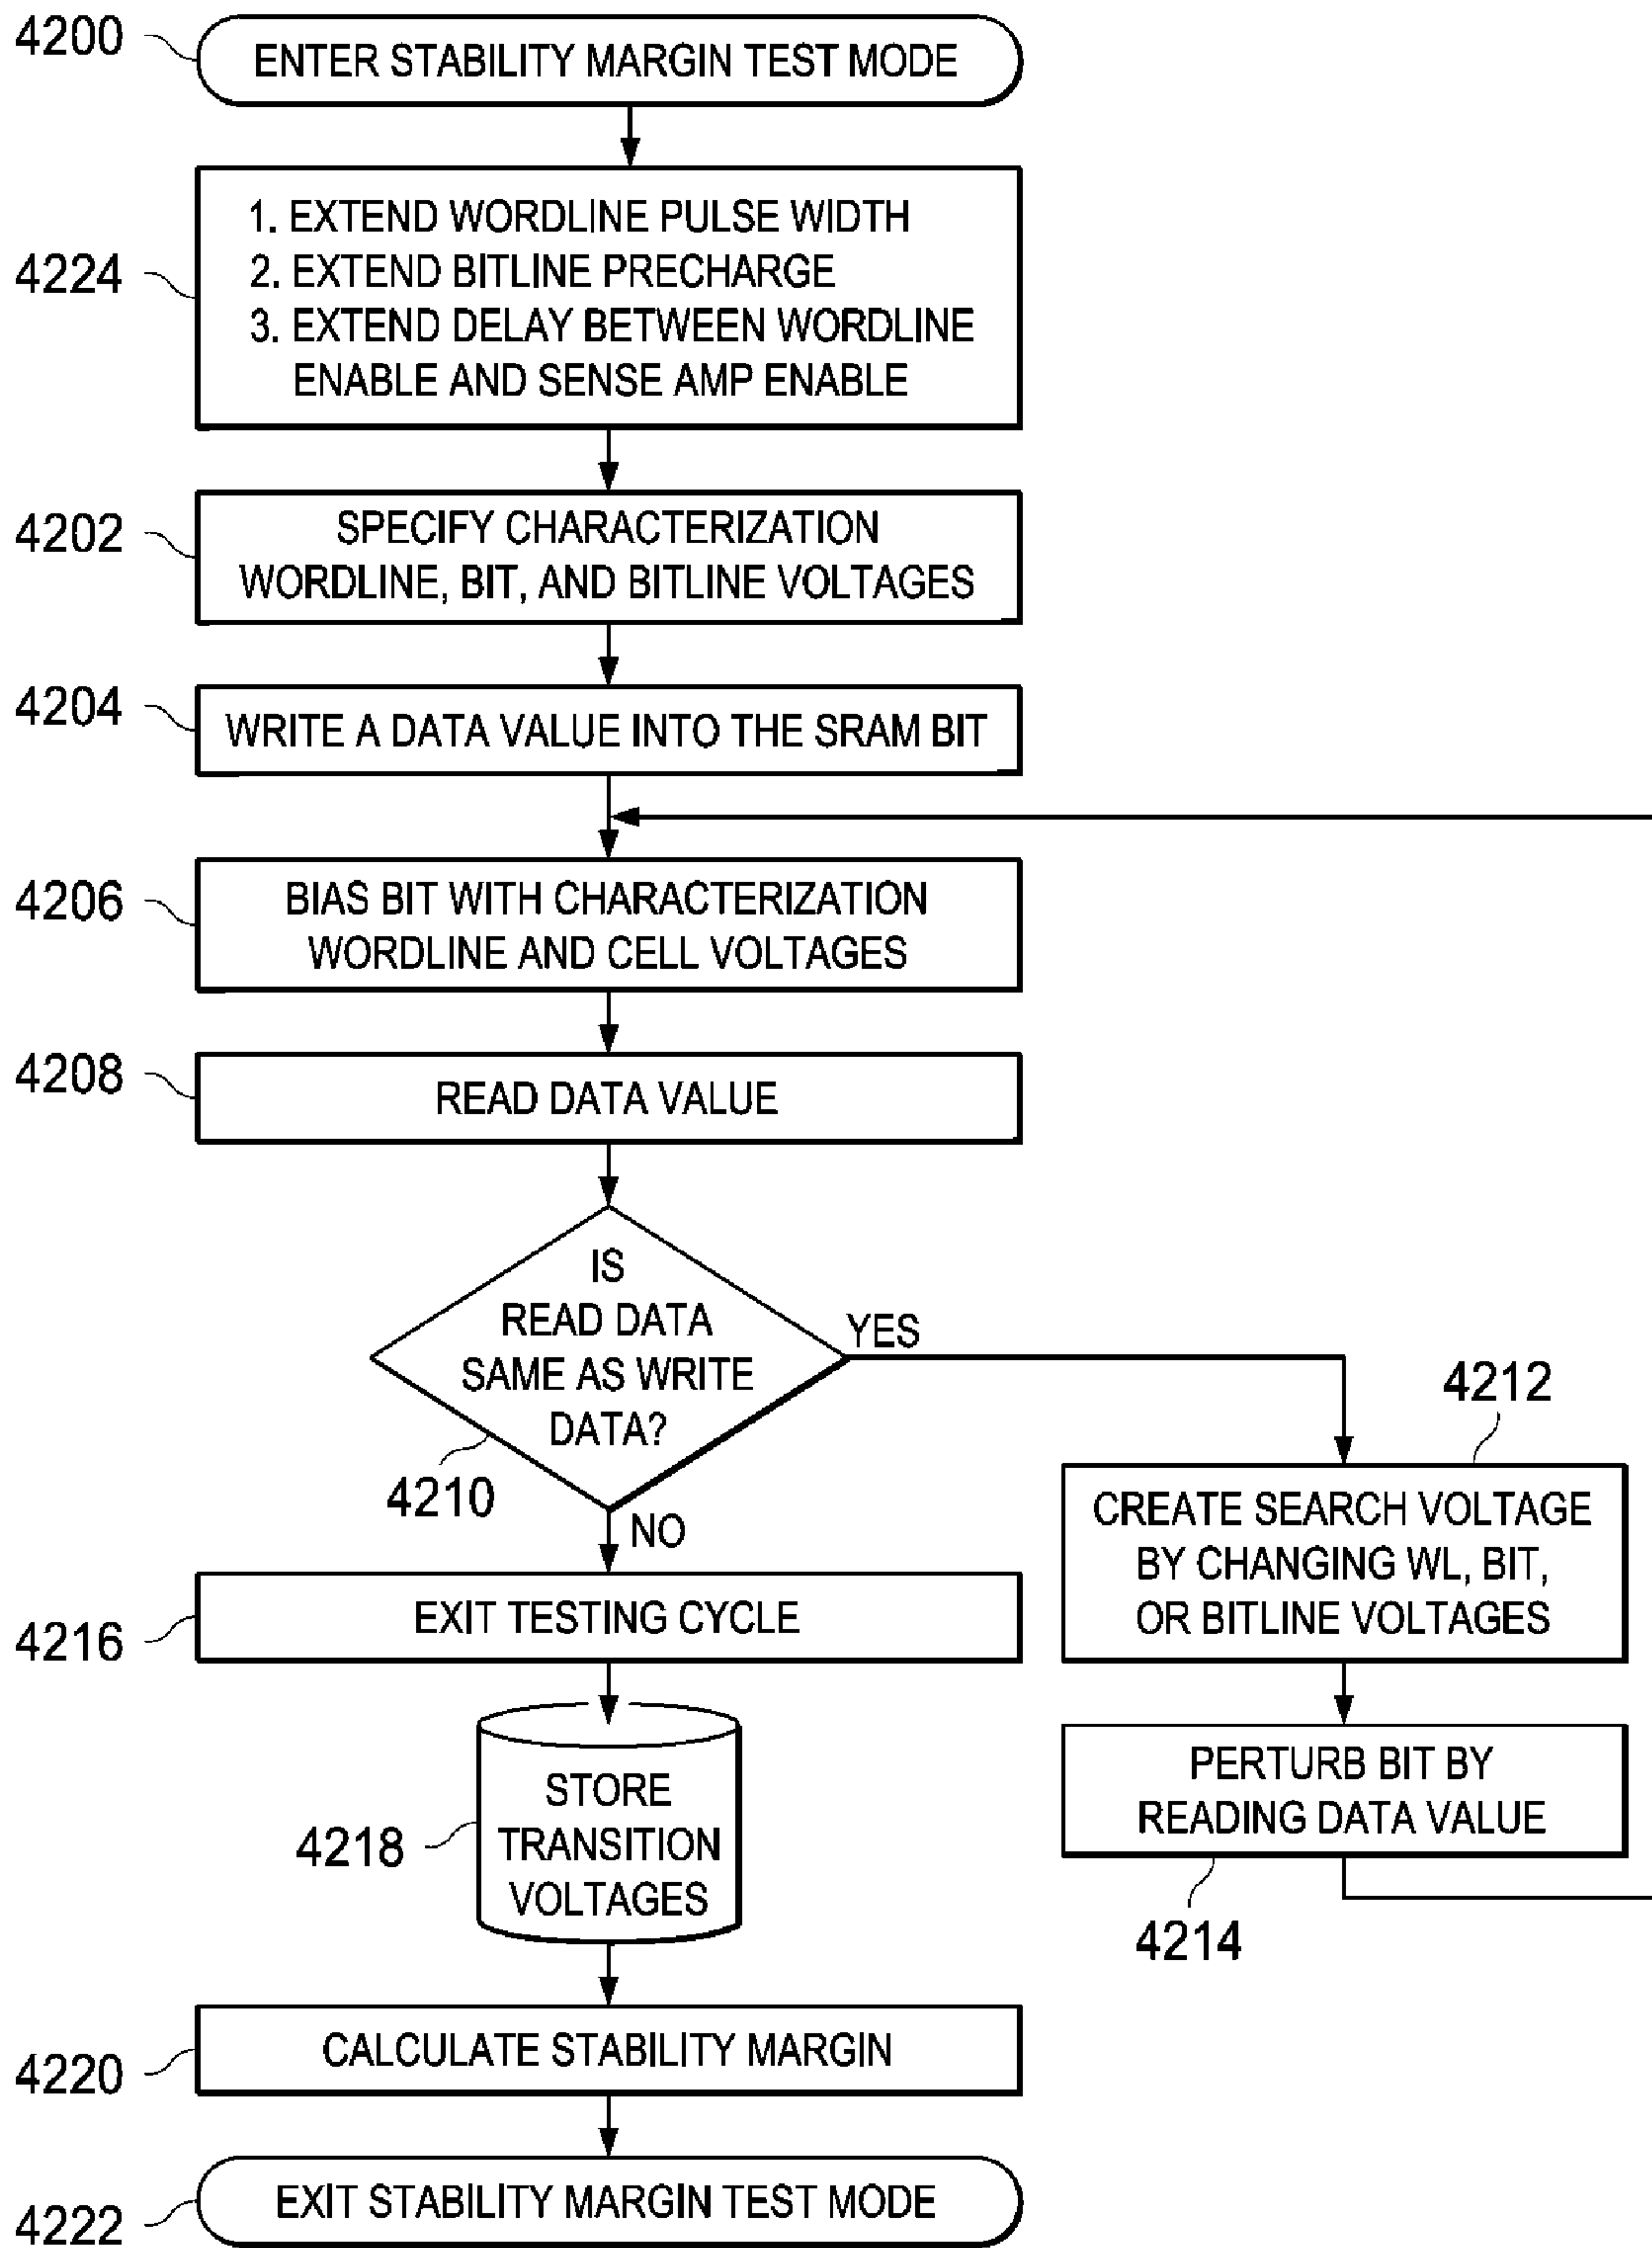 4200
ENTER STABILITY MARGIN TEST MODE
4224
1. EXTEND WORDLINE PULSE WIDTH
2. EXTEND BITLINE PRECHARGE
3. EXTEND DELAY BETWEEN WORDLINE
ENABLE AND SENSE AMP ENABLE
4202
SPECIFY CHARACTERIZATION
WORDLINE, BIT, AND BITLINE VOLTAGES
4204
WRITE A DATA VALUE INTO THE SRAM BIT
4206
BIAS BIT WITH CHARACTERIZATION
WORDLINE AND CELL VOLTAGES
4208
READ DATA VALUE
IS
READ DATA
SAME AS WRITE
DATA?
4210
YES
NO
4212
CREATE SEARCH VOLTAGE
BY CHANGING WL, BIT,
OR BITLINE VOLTAGES
PERTURB BIT BY
READING DATA VALUE
4214
4216
EXIT TESTING CYCLE
4218
STORE
TRANSITION
VOLTAGES
4220
CALCULATE STABILITY MARGIN
4222
EXIT STABILITY MARGIN TEST MODE